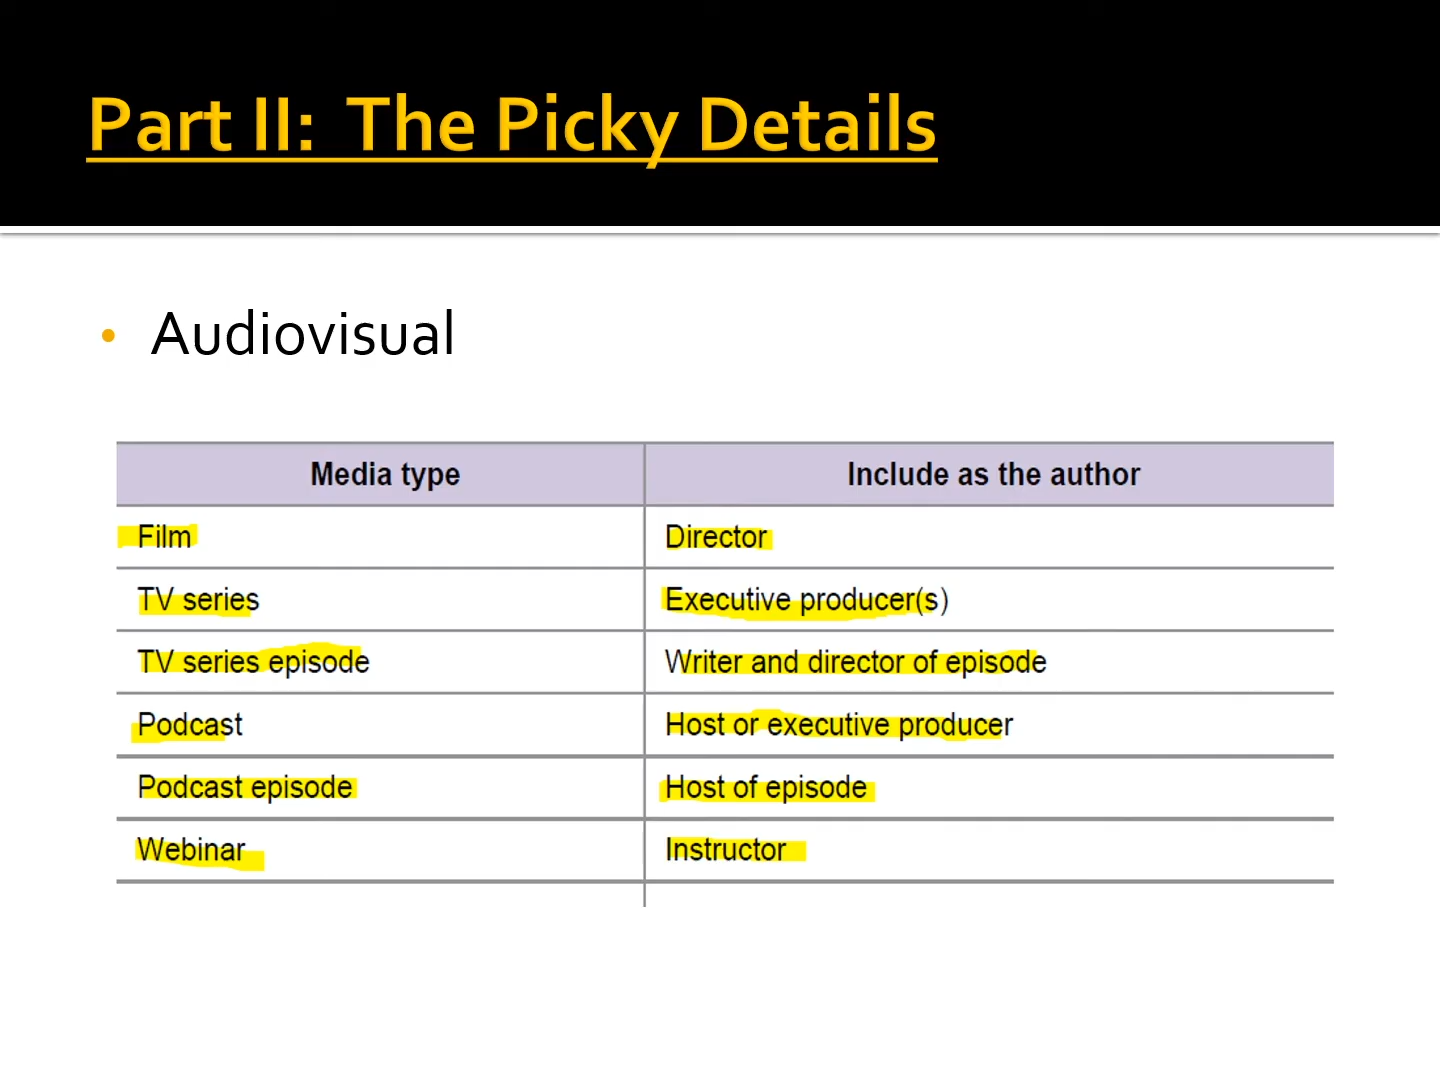 Part II:  The Picky Details
• Audiovisual
Media type Include as the author
Film Director
TV series Executive producer(s)
TV series episode Writer and director of episode
Podcast Host or executive producer
Podcast episode Host of episode
Webinar Instructor